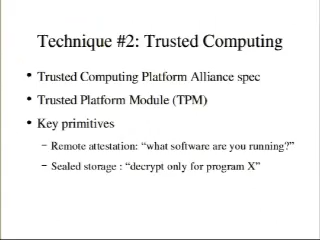 Technique #2: Trusted Computing
• Trusted Computing Platform Alliance spec
• Trusted Platform Module (TPM)
• Key primitives
– Remote attestation: “what software are you running?”
– Sealed storage : “decrypt only for program X”